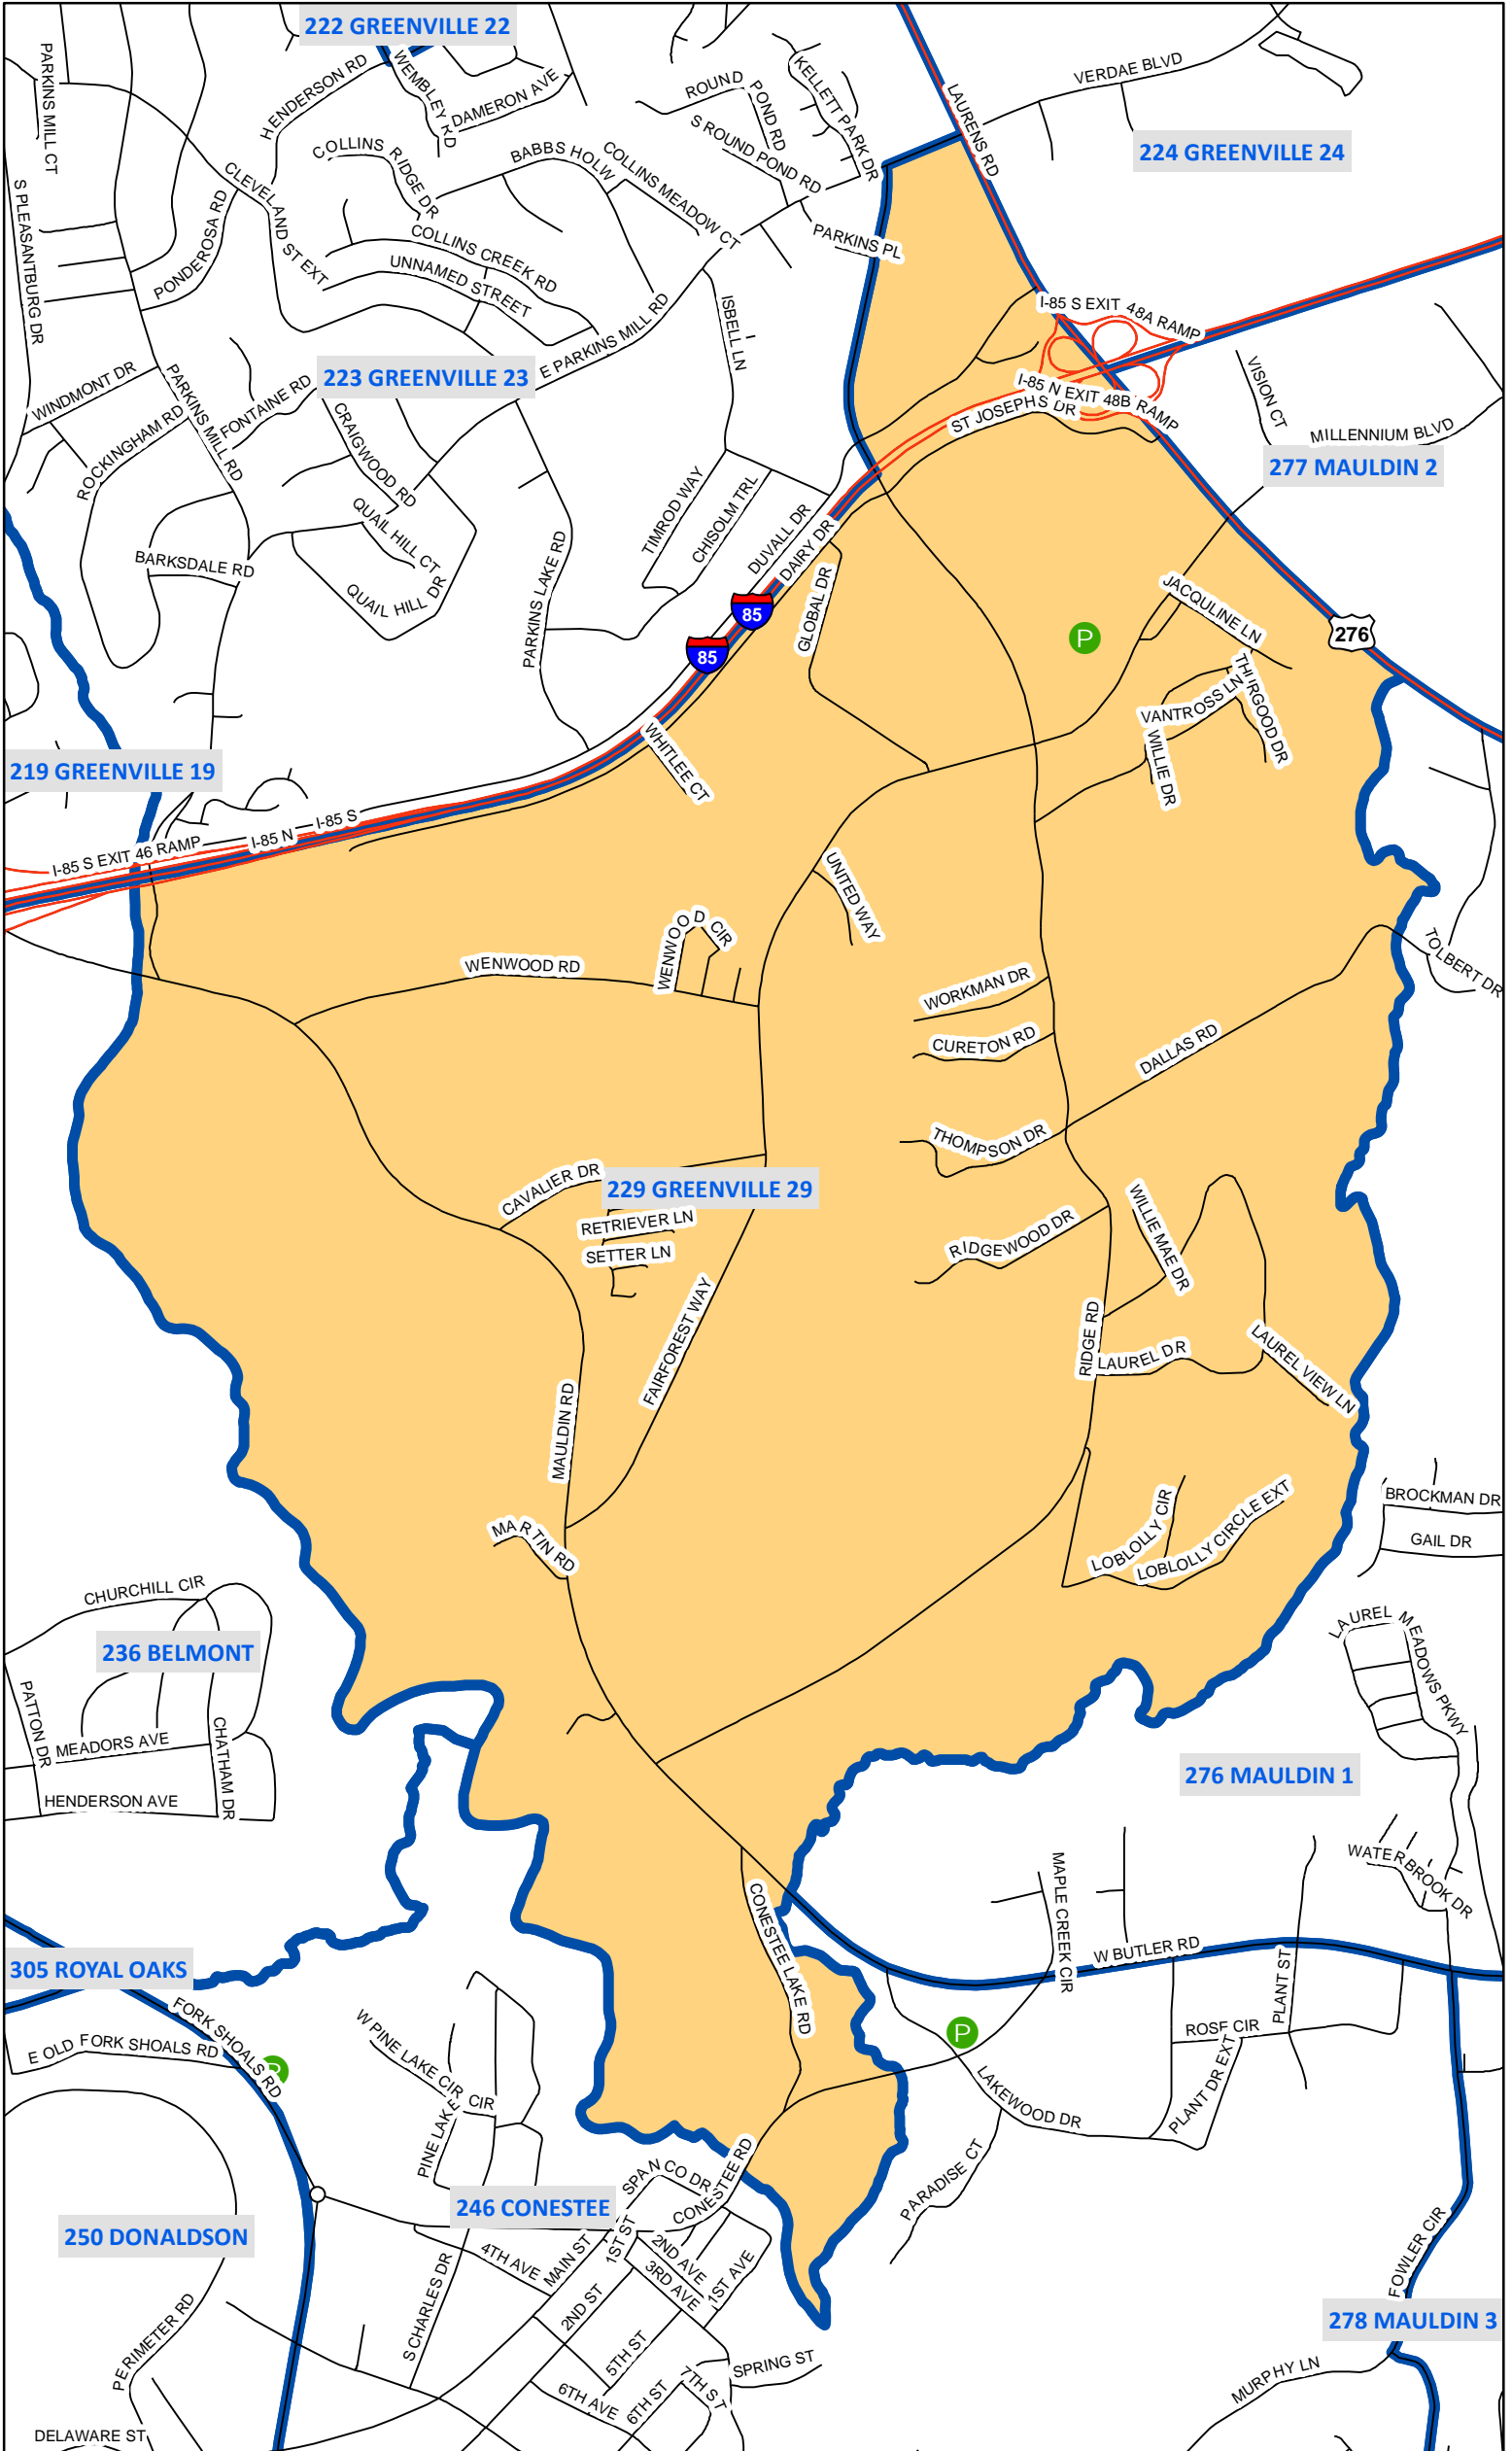 222 GREENVILLE 22
PARKINS MILL CT
HENDERSON RD
WEMBLEY RD
DAMERON AVE
ROUND POND RD
KELLETT PARK DR
LAURENS RD
VERDAE BLVD
224 GREENVILLE 24
S PLEASANTBURG DR
COLLINS RIDGE DR
BABBS HOLW
COLLINS MEADOW CT
S ROUND POND RD
CLEVELAND ST EXT
PONDEROSA RD
COLLINS CREEK RD
UNNAMED STREET
PARKINS PL
ISBELL LN
E PARKINS MILL RD
I-85 S EXIT 48A RAMP
I-85 N EXIT 48B RAMP
ST JOEPHS DR
VISION CT
MILLENNIUM BLVD
277 MAULDIN 2
223 GREENVILLE 23
WINDMONT DR
PARKINS MILL RD
FONTAINE RD
ROCKINGHAM RD
CRAIGWOOD RD
QUAIL HILL CT
QUAIL HILL DR
BARKSDALE RD
PARKINS LAKE RD
TIMROD WAY
CHISOLM TRL
DUVALL DR
DAIRY DR
GLOBAL DR
85
85
P
JACQULINE LN
276
THURGOOD DR
VANTROSS LN
WILLIE DR
WHITLEE CT
219 GREENVILLE 19
I-85 S EXIT 46 RAMP
I-85 N
I-85 S
UNITED WAY
WENWOOD CIR
WENWOOD RD
TOLBERT DR
WORKMAN DR
CURETON RD
DALLAS RD
THOMPSON DR
CAVALIER DR
229 GREENVILLE 29
RETRIEVER LN
SETTER LN
RIDGEWOOD DR
WILLIE MAE DR
FAIRFOREST WAY
MAULDIN RD
RIDGE RD
LAUREL DR
LAUREL VIEW LN
MARTIN RD
LOBLOLLY CIR
LOBLOLLY CIRCLE EXT
BROCKMAN DR
GAIL DR
CHURCHILL CIR
236 BELMONT
PATTON DR
MEADORS AVE
CHATHAM DR
HENDERSON AVE
LAUREL MEADOWS PKWY
276 MAULDIN 1
WATERBROOK DR
MAPLE CREEK CIR
CONESTEE LAKE RD
W BUTLER RD
PLANT ST
305 ROYAL OAKS
FORK SHOALS RD
E OLD FORK SHOALS RD
P
W PINE LAKE CIR
PINE LAKE CIR
P
ROSE CIR
LAKEWOOD DR
PLANT DR EXT
PARADISE CT
SPANCO DR
CONESTEE RD
246 CONESTEE
250 DONALDSON
4TH AVE
MAIN ST
1ST ST
2ND AVE
3RD AVE
1ST AVE
2ND ST
S CHARLES DR
FOWLER CIR
278 MAULDIN 3
PERIMETER RD
5TH ST
6TH AVE
6TH ST
7TH ST
SPRING ST
MURPHY LN
DELAWARE ST